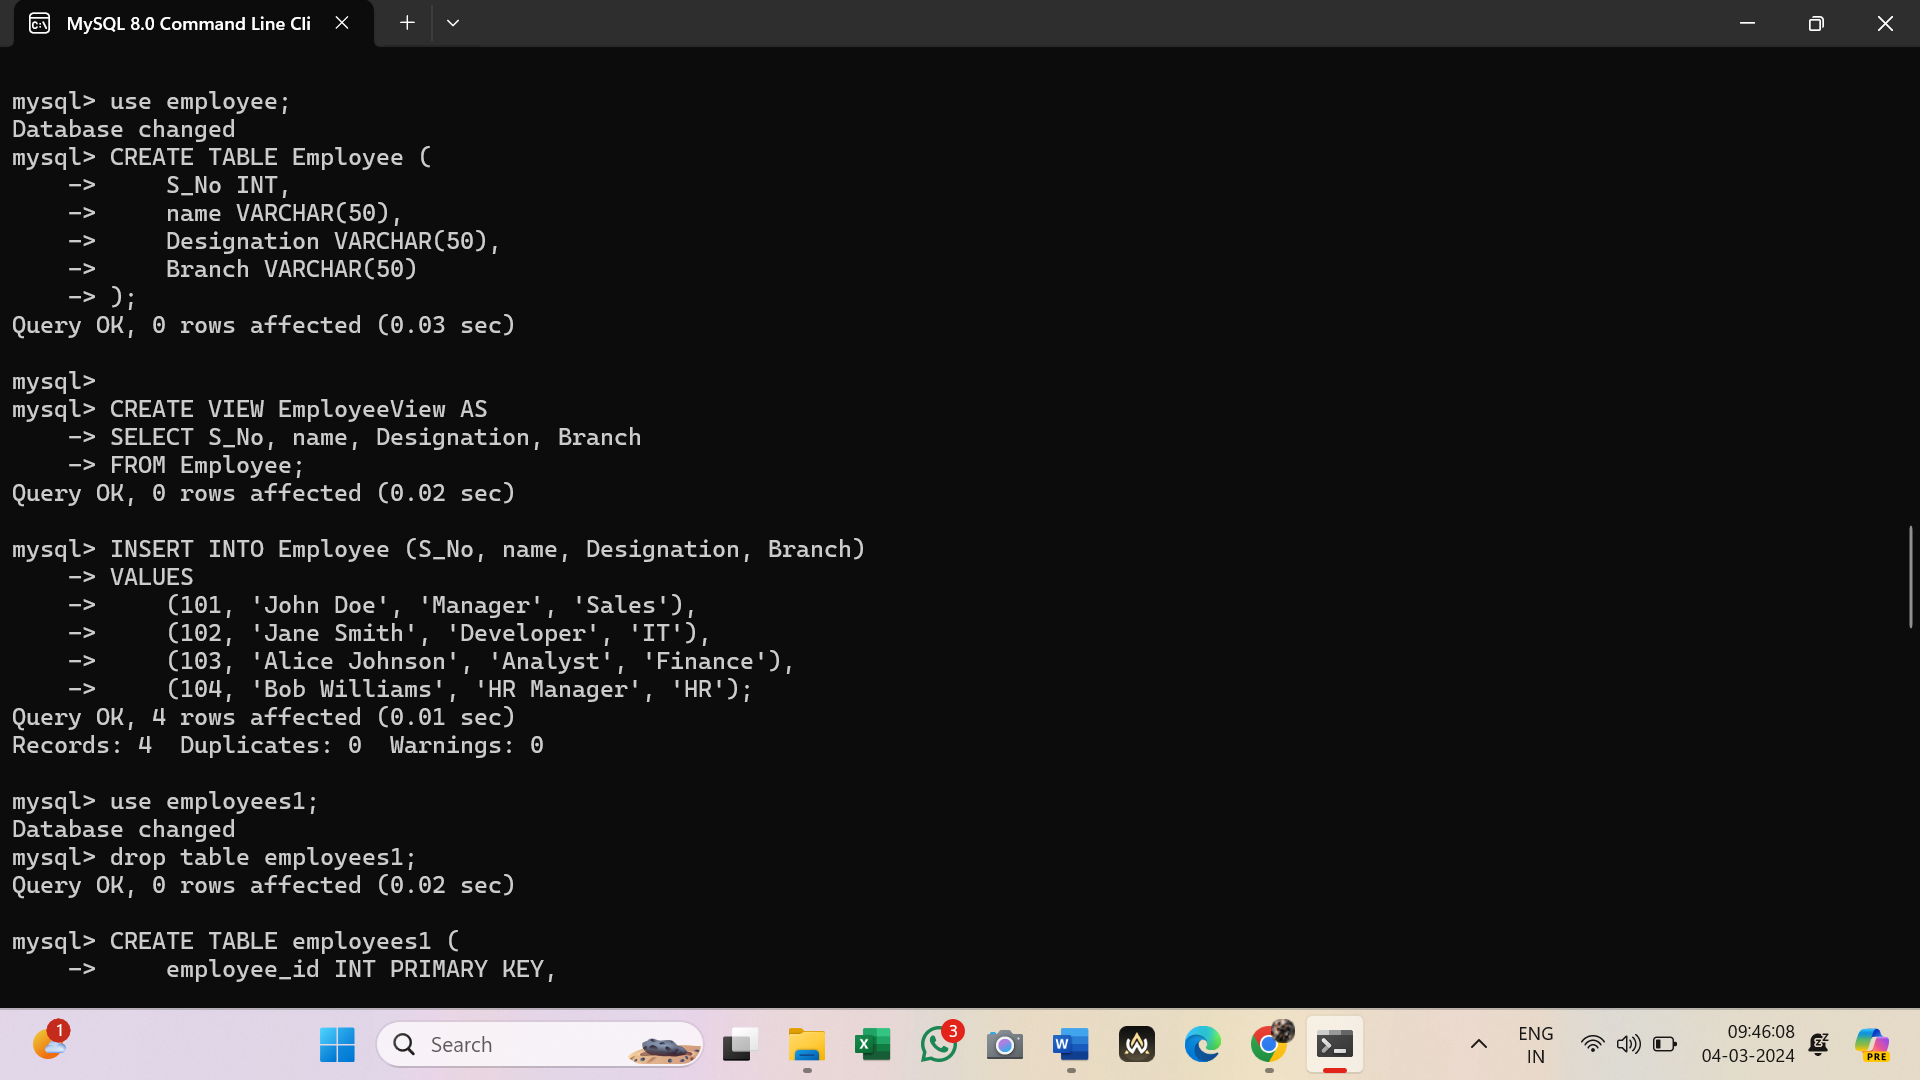 MySQL 8.0 Command Line Cli
mysql> use employee;
Database changed
mysql> CREATE TABLE Employee (
    ->     S_No INT,
    ->     name VARCHAR(50),
    ->     Designation VARCHAR(50),
    ->     Branch VARCHAR(50)
    -> );
Query OK, 0 rows affected (0.03 sec)
mysql>
mysql> CREATE VIEW EmployeeView AS
    -> SELECT S_No, name, Designation, Branch
    -> FROM Employee;
Query OK, 0 rows affected (0.02 sec)
mysql> INSERT INTO Employee (S_No, name, Designation, Branch)
    -> VALUES
    ->     (101, 'John Doe', 'Manager', 'Sales'),
    ->     (102, 'Jane Smith', 'Developer', 'IT'),
    ->     (103, 'Alice Johnson', 'Analyst', 'Finance'),
    ->     (104, 'Bob Williams', 'HR Manager', 'HR');
Query OK, 4 rows affected (0.01 sec)
Records: 4  Duplicates: 0  Warnings: 0
mysql> use employees1;
Database changed
mysql> drop table employees1;
Query OK, 0 rows affected (0.02 sec)
mysql> CREATE TABLE employees1 (
    ->     employee_id INT PRIMARY KEY,
1
Search
3
ENG
IN
09:46:08
04-03-2024
PRE